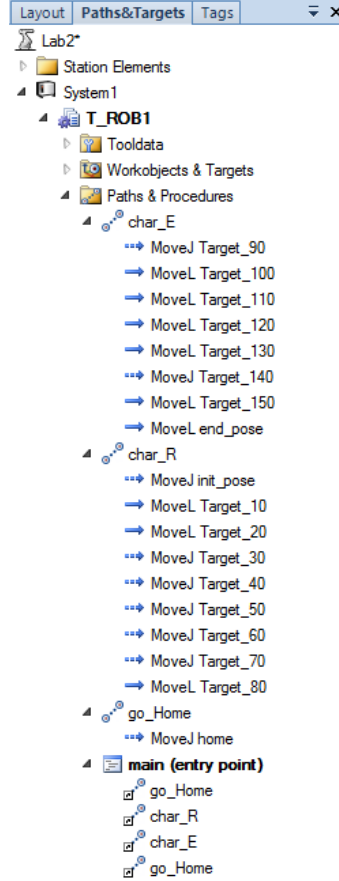 Layout Paths&Targets Tags
Lab2*
Station Elements
System1
T_ROB1
Tooldata
Workobjects & Targets
Paths & Procedures
char_E
MoveJ Target_90
MoveL Target_100
MoveL Target_110
MoveL Target_120
MoveL Target_130
MoveJ Target_140
MoveL Target_150
MoveL end_pose
char_R
MoveJ init_pose
MoveL Target_10
MoveL Target_20
MoveJ Target_30
MoveJ Target_40
MoveJ Target_50
MoveJ Target_60
MoveJ Target_70
MoveL Target_80
go_Home
MoveJ home
main (entry point)
go_Home
char_R
char_E
go_Home